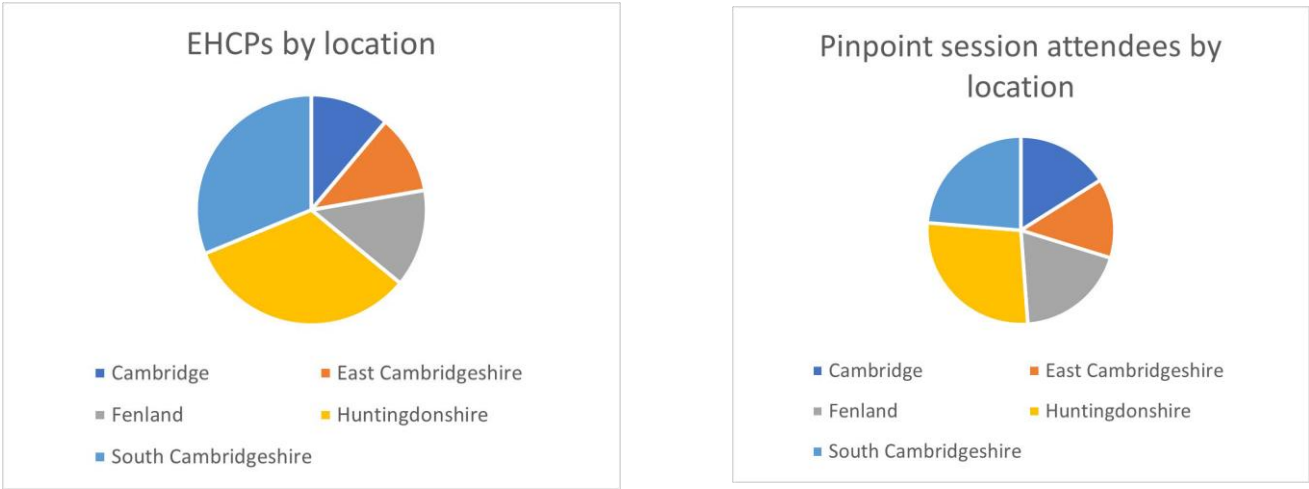 EHCPs by location
Cambridge
East Cambridgeshire
Fenland
Huntingdonshire
South Cambridgeshire
Pinpoint session attendees by
location
Cambridge
East Cambridgeshire
Fenland
Huntingdonshire
South Cambridgeshire